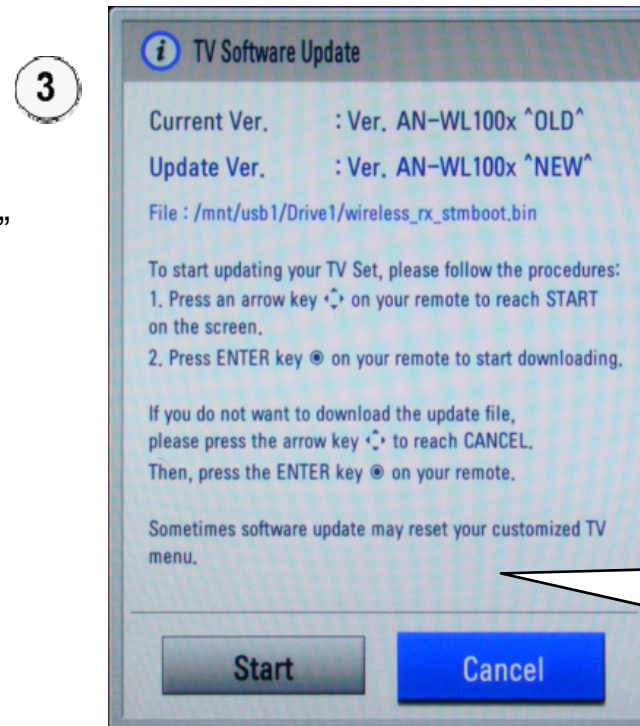 3
”
TV Software Update
Current Ver. : Ver. AN-WL100x ^OLD^
Update Ver. : Ver. AN-WL100x ^NEW^
File : /mnt/usb1/Drive1/wireless_rx_stmboot.bin
To start updating your TV Set, please follow the procedures:
1. Press an arrow key on your remote to reach START
on the screen.
2. Press ENTER key ◉ on your remote to start downloading.
If you do not want to download the update file,
please press the arrow key to reach CANCEL.
Then, press the ENTER key ◉ on your remote.
Sometimes software update may reset your customized TV
menu.
Start
Cancel